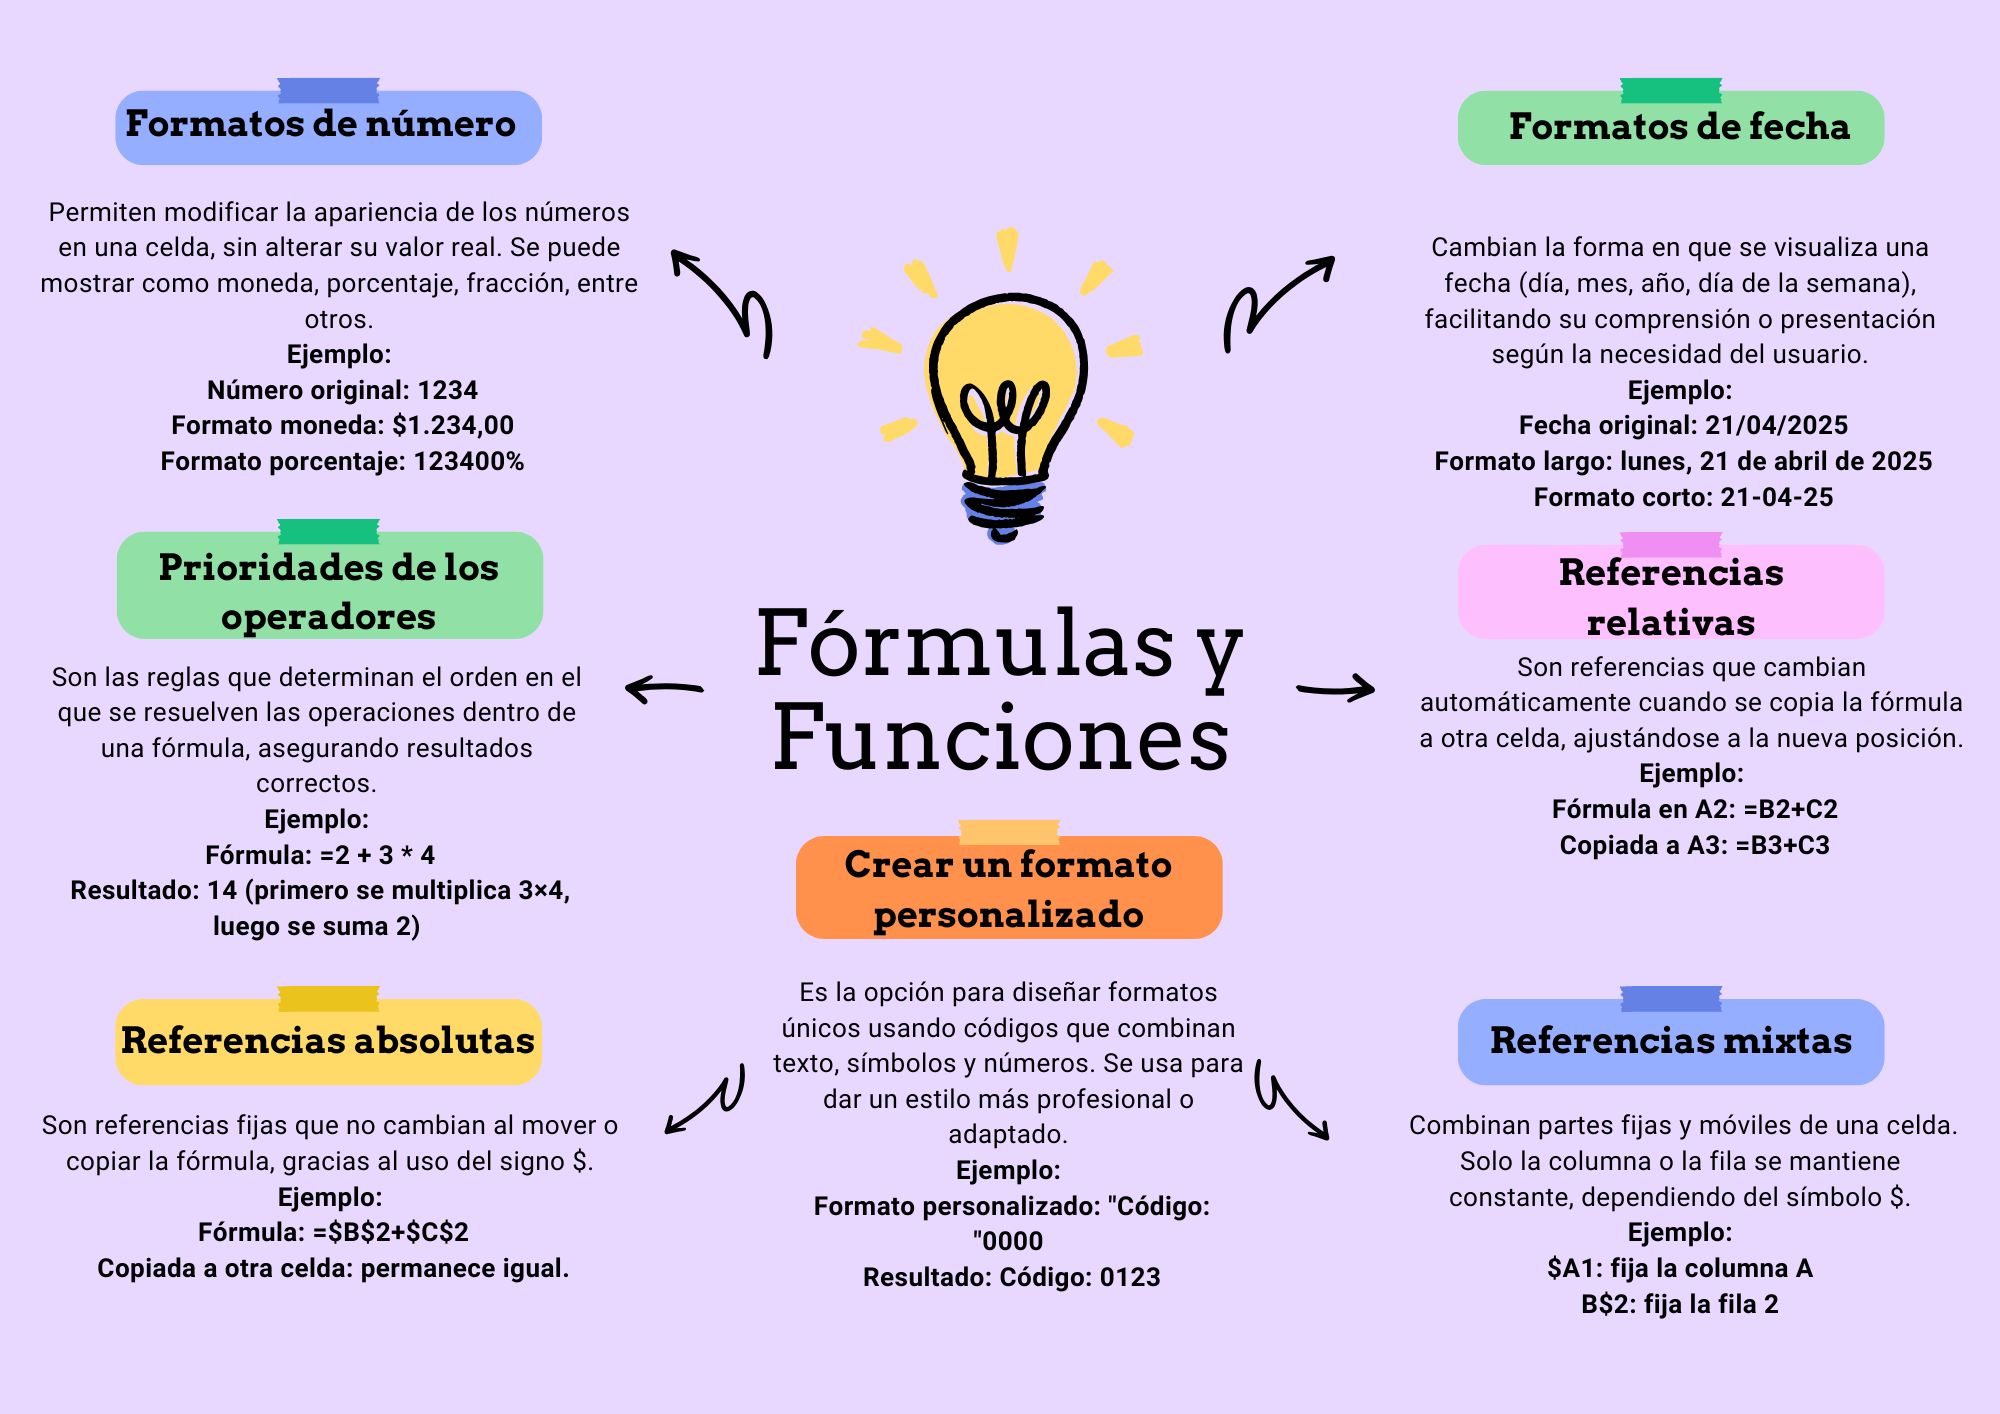 Formatos de número
Permiten modificar la apariencia de los números
en una celda, sin alterar su valor real. Se puede
mostrar como moneda, porcentaje, fracción, entre
otros.
Ejemplo:
Número original: 1234
Formato moneda: $1.234,00
Formato porcentaje: 123400%
Prioridades de los
operadores
Son las reglas que determinan el orden en el
que se resuelven las operaciones dentro de
una fórmula, asegurando resultados
correctos.
Ejemplo:
Fórmula: =2 + 3 * 4
Resultado: 14 (primero se multiplica 3×4,
luego se suma 2)
Referencias absolutas
Son referencias fijas que no cambian al mover o
copiar la fórmula, gracias al uso del signo $.
Ejemplo:
Fórmula: =$B$2+$C$2
Copiada a otra celda: permanece igual.
Fórmulas y
Funciones
Crear un formato
personalizado
Es la opción para diseñar formatos
únicos usando códigos que combinan
texto, símbolos y números. Se usa para
dar un estilo más profesional o
adaptado.
Ejemplo:
Formato personalizado: "Código:
"0000
Resultado: Código: 0123
Formatos de fecha
Cambian la forma en que se visualiza una
fecha (día, mes, año, día de la semana),
facilitando su comprensión o presentación
según la necesidad del usuario.
Ejemplo:
Fecha original: 21/04/2025
Formato largo: lunes, 21 de abril de 2025
Formato corto: 21-04-25
Referencias
relativas
Son referencias que cambian
automáticamente cuando se copia la fórmula
a otra celda, ajustándose a la nueva posición.
Ejemplo:
Fórmula en A2: =B2+C2
Copiada a A3: =B3+C3
Referencias mixtas
Combinan partes fijas y móviles de una celda.
Solo la columna o la fila se mantiene
constante, dependiendo del símbolo $.
Ejemplo:
$A1: fija la columna A
B$2: fija la fila 2